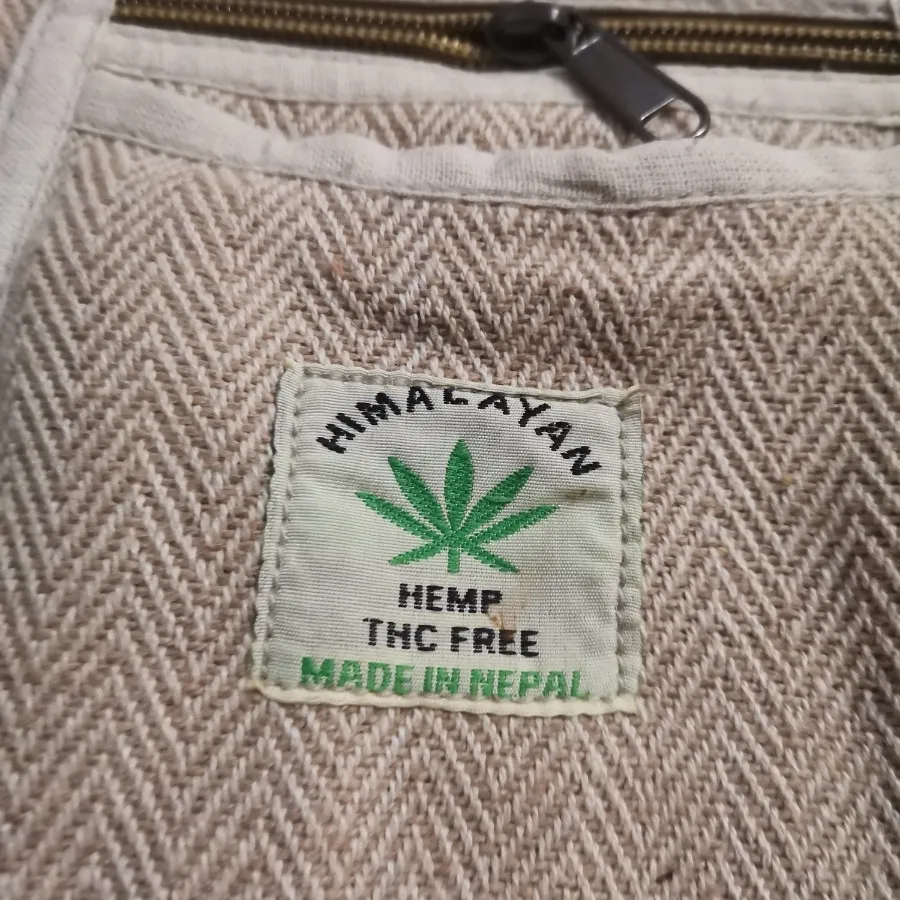 HIMALAYAN
HEMP
THC FREE
MADE IN NEPAL